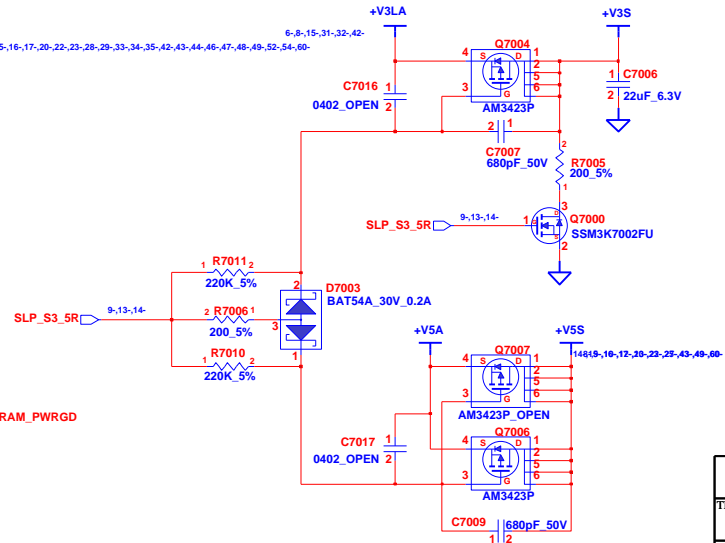 +V3LA
+V3S
6-,8-,15-,31-,32-,42-
5-,16-,17-,20-,22-,23-,28-,29-,33-,34-,35-,42-,43-,44-,46-,47-,48-,49-,52-,54-,60-
Q7004
4 S D 1
2
5
3 G 6
AM3423P
C7016 1
2
0402_OPEN
1 C7006
2 22uF_6.3V
2 1
C7007
680pF_50V
2
R7005
200_5%
1
3
SLP_S3_5R 9-,13-,14- 1 G D S Q7000
SSM3K7002FU
2
1 R7011 2
220K_5%
D7003
2 BAT54A_30V_0.2A
SLP_S3_5R 9-,13-,14-
2 R7006 1
200_5%
3
1
1 R7010 2
220K_5%
+V5A
+V5S
Q7007
4 S D 1
2
5
3 G 6
AM3423P_OPEN
RAM_PWRGD
C7017 1
2
0402_OPEN
Q7006
4 S D 1
2
5
3 G 6
AM3423P
C7009 680pF_50V
1 2